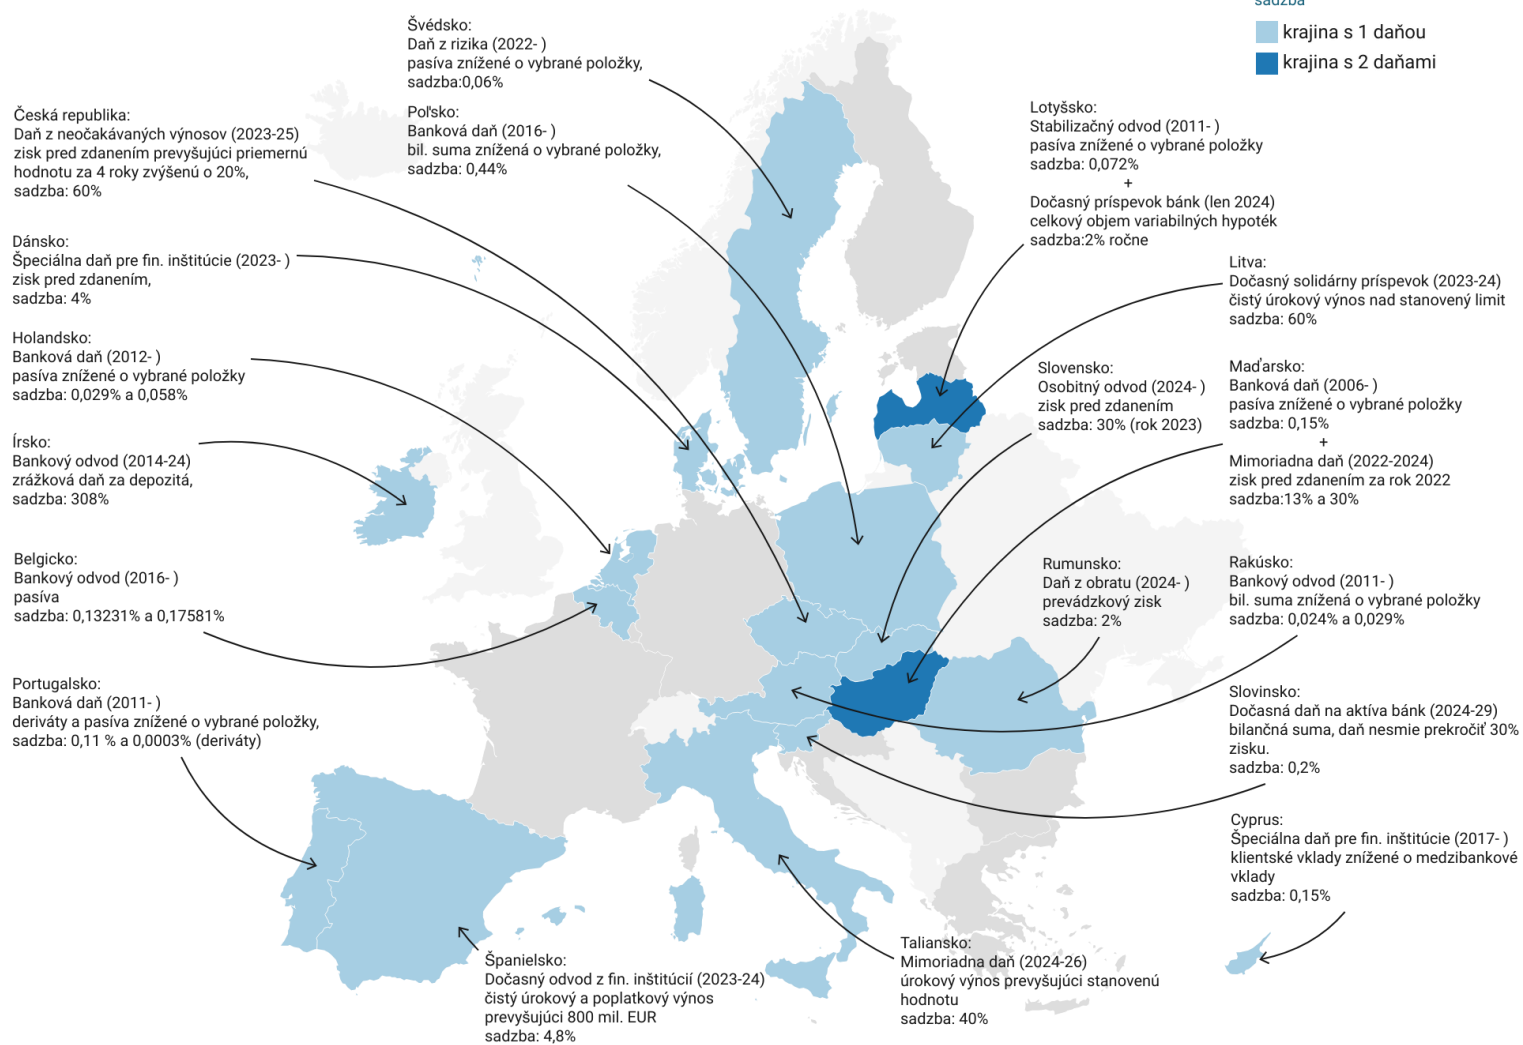 sadzba
krajina s 1 daňou
krajina s 2 daňami
Švédsko:
Daň z rizika (2022- )
pasíva znížené o vybrané položky,
sadzba:0,06%
Poľsko:
Banková daň (2016- )
bil. suma znížená o vybrané položky,
sadzba: 0,44%
Česká republika:
Daň z neočakávaných výnosov (2023-25)
zisk pred zdanením prevyšujúci priemernú
hodnotu za 4 roky zvýšenú o 20%,
sadzba: 60%
Dánsko:
Špeciálna daň pre fin. inštitúcie (2023- )
zisk pred zdanením,
sadzba: 4%
Holandsko:
Banková daň (2012- )
pasíva znížené o vybrané položky
sadzba: 0,029% a 0,058%
Írsko:
Bankový odvod (2014-24)
zrážková daň za depozitá,
sadzba: 308%
Belgicko:
Bankový odvod (2016- )
pasíva
sadzba: 0,13231% a 0,17581%
Portugalsko:
Banková daň (2011- )
deriváty a pasíva znížené o vybrané položky,
sadzba: 0,11 % a 0,0003% (deriváty)
Španielsko:
Dočasný odvod z fin. inštitúcií (2023-24)
čistý úrokový a poplatkový výnos
prevyšujúci 800 mil. EUR
sadzba: 4,8%
Taliansko:
Mimoriadna daň (2024-26)
úrokový výnos prevyšujúci stanovenú
hodnotu
sadzba: 40%
Lotyšsko:
Stabilizačný odvod (2011- )
pasíva znížené o vybrané položky
sadzba: 0,072%
+
Dočasný príspevok bánk (len 2024)
celkový objem variabilných hypoték
sadzba:2% ročne
Litva:
Dočasný solidárny príspevok (2023-24)
čistý úrokový výnos nad stanovený limit
sadzba: 60%
Slovensko:
Osobitný odvod (2024- )
zisk pred zdanením
sadzba: 30% (rok 2023)
Maďarsko:
Banková daň (2006- )
pasíva znížené o vybrané položky
sadzba: 0,15%
+
Mimoriadna daň (2022-2024)
zisk pred zdanením za rok 2022
sadzba:13% a 30%
Rumunsko:
Daň z obratu (2024- )
prevádzkový zisk
sadzba: 2%
Rakúsko:
Bankový odvod (2011- )
bil. suma znížená o vybrané položky
sadzba: 0,024% a 0,029%
Slovinsko:
Dočasná daň na aktíva bánk (2024-29)
bilančná suma, daň nesmie prekročiť 30%
zisku.
sadzba: 0,2%
Cyprus:
Špeciálna daň pre fin. inštitúcie (2017- )
klientské vklady znížené o medzibankové
vklady
sadzba: 0,15%